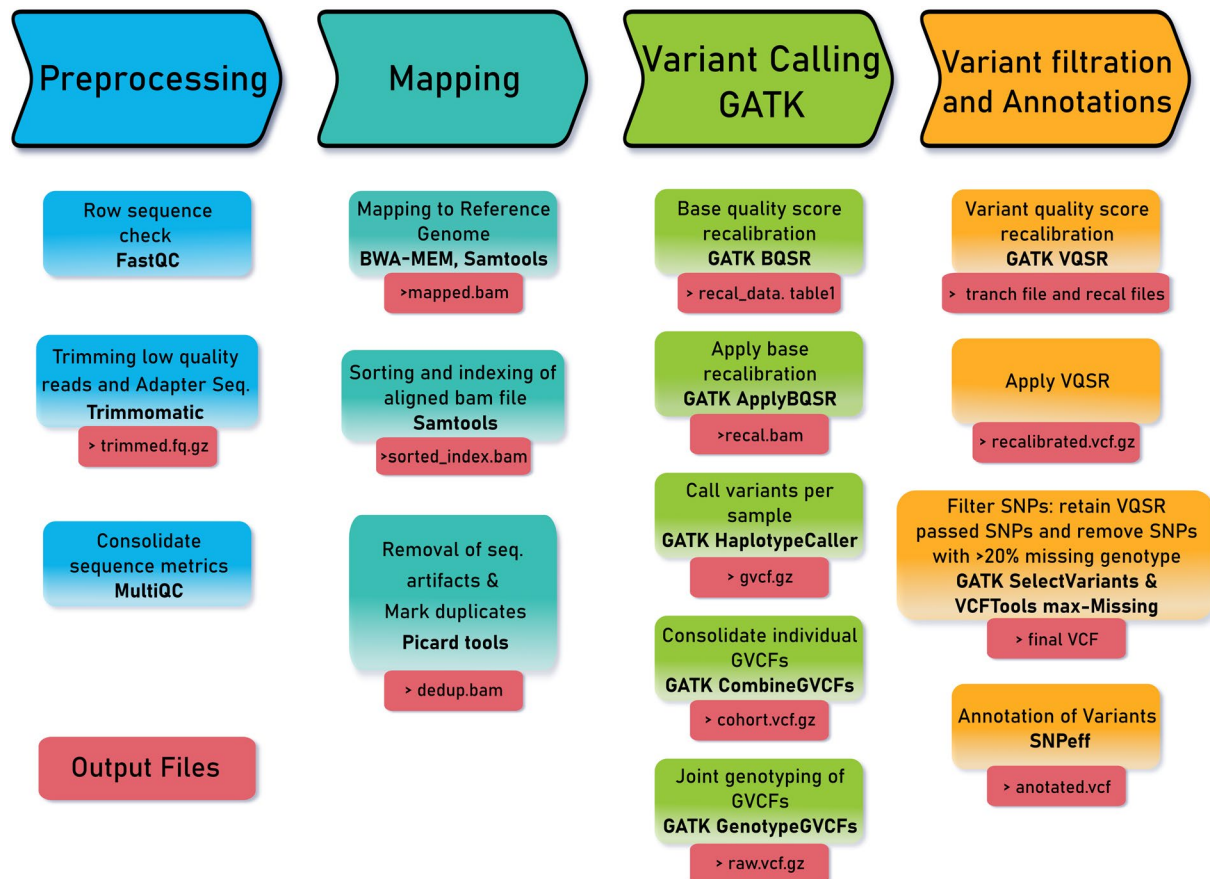 Preprocessing
Row sequence
check
FastQC
Trimming low quality
reads and Adapter Seq.
Trimmomatic
> trimmed.fq.gz
Consolidate
sequence metrics
MultiQC
Output Files
Mapping
Mapping to Reference
Genome
BWA-MEM, Samtools
>mapped.bam
Sorting and indexing of
aligned bam file
Samtools
>sorted_index.bam
Removal of seq.
artifacts &
Mark duplicates
Picard tools
> dedup.bam
Variant Calling
GATK
Base quality score
recalibration
GATK BQSR
> recal_data. table1
Apply base
recalibration
GATK ApplyBQSR
>recal.bam
Call variants per
sample
GATK HaplotypeCaller
> gvcf.gz
Consolidate individual
GVCFs
GATK CombineGVCFs
> cohort.vcf.gz
Joint genotyping of
GVCFs
GATK GenotypeGVCFs
> raw.vcf.gz
Variant filtration
and Annotations
Variant quality score
recalibration
GATK VQSR
> tranch file and recal files
Apply VQSR
> recalibrated.vcf.gz
Filter SNPs: retain VQSR
passed SNPs and remove SNPs
with >20% missing genotype
GATK SelectVariants &
VCFTools max-Missing
> final VCF
Annotation of Variants
SNPeff
> anotated.vcf